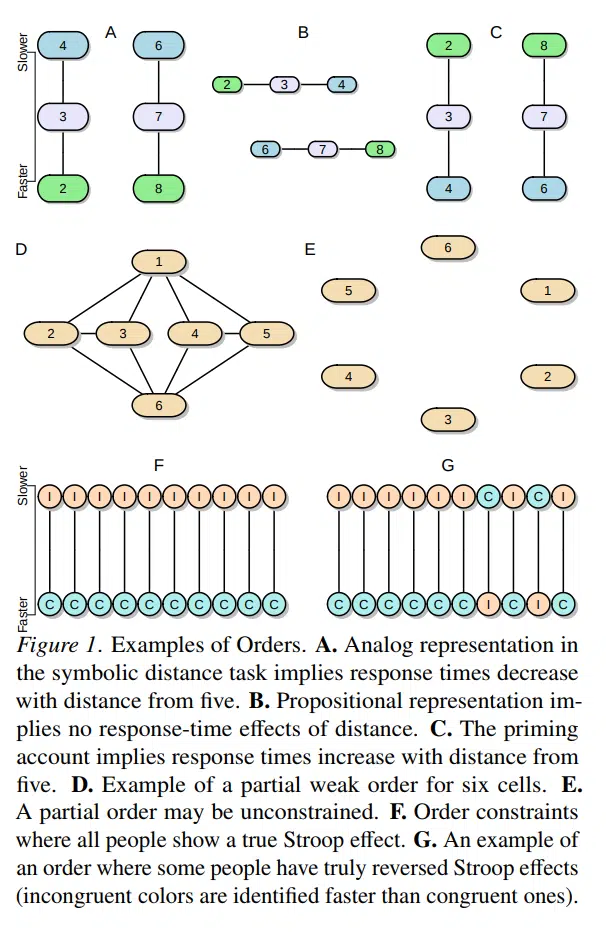 A
B
C
Slower
Faster
4
6
3
7
2
8
2
3
4
6
7
8
2
8
3
7
4
6
D
E
1
2
3
4
5
6
6
5
1
4
2
3
F
G
Slower
Faster
I I I I I I I I I I
C C C C C C C C C C
I I I I I I C I C I
C C C C C C I C I C
Figure 1. Examples of Orders. A. Analog representation in
the symbolic distance task implies response times decrease
with distance from five. B. Propositional representation im-
plies no response-time effects of distance. C. The priming
account implies response times increase with distance from
five. D. Example of a partial weak order for six cells. E.
A partial order may be unconstrained. F. Order constraints
where all people show a true Stroop effect. G. An example of
an order where some people have truly reversed Stroop effects
(incongruent colors are identified faster than congruent ones).